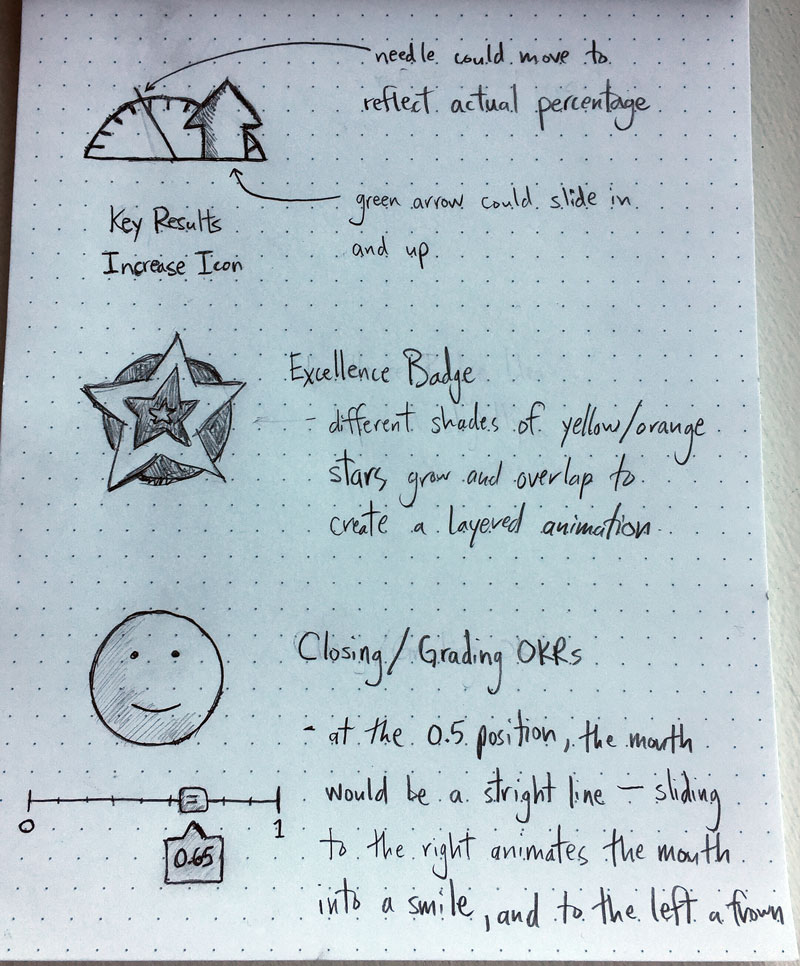 needle could move to
reflect actual percentage
green arrow could slide in
and up
Key Results
Increase Icon
Excellence Badge
- different shades of yellow/orange
stars grow and overlap to
create a layered animation
Closing/Grading OKRs
- at the 0.5 position, the mouth
would be a stright line – sliding
to the right animates the mouth
into a smile, and to the left a frown
0
1
0.65